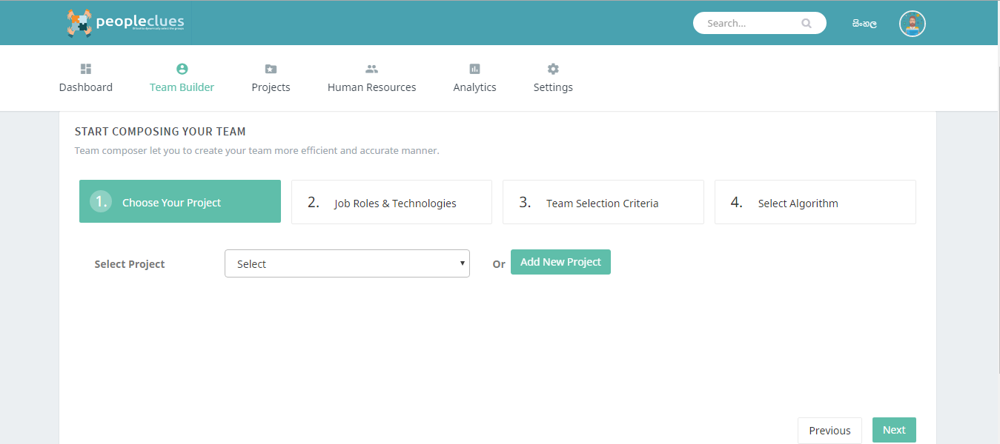 peopleclues
Search...
සිංහල
Dashboard
Team Builder
Projects
Human Resources
Analytics
Settings
START COMPOSING YOUR TEAM
Team composer let you to create your team more efficient and accurate manner.
1. Choose Your Project
2. Job Roles & Technologies
3. Team Selection Criteria
4. Select Algorithm
Select Project
Select
Or
Add New Project
Previous
Next